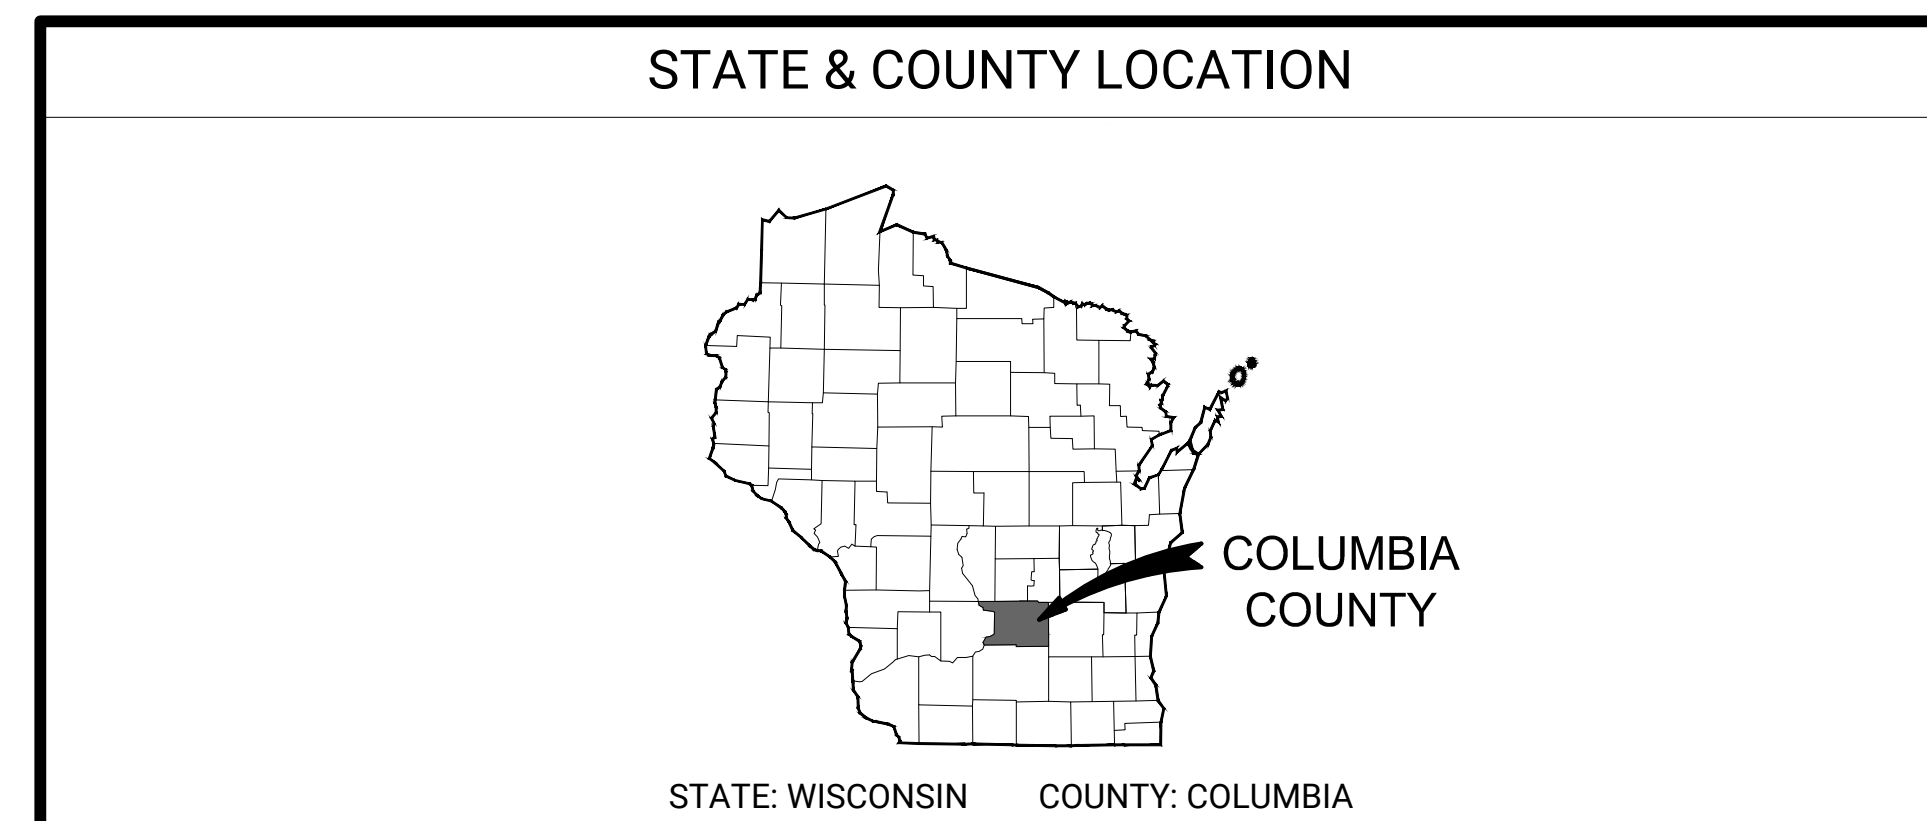 STATE & COUNTY LOCATION
COLUMBIA
COUNTY
STATE: WISCONSIN COUNTY: COLUMBIA